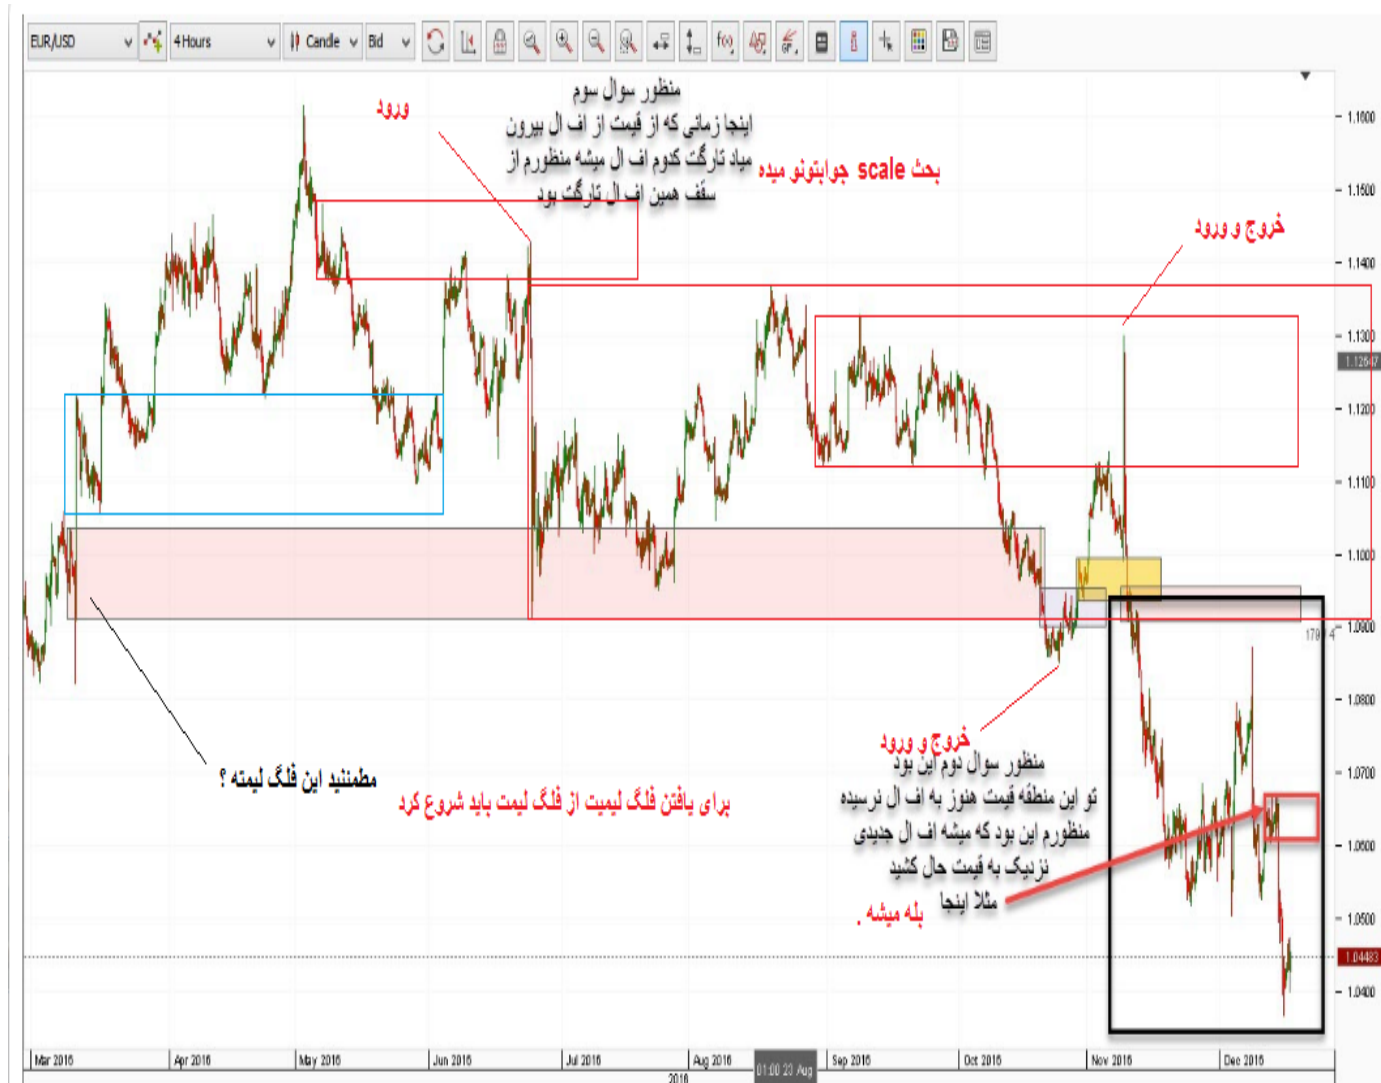 EUR/USD
4 Hours
Candle
Bid
f(x)
منظور سوال سوم
اینجا زمانی که از قیمت از اف ال بیرون
میاد تارگت کدوم اف ال میشه منظورم از
سقف همین اف ال تارگت بود
ورود
بحث scale جوابتونو میده
خروج و ورود
مطمنید این فلگ لیمته ؟
برای یافتن فلگ لیمیت از فلگ لیمت باید شروع کرد
خروج و ورود
منظور سوال دوم این بود
تو این منطقه قیمت هنوز به اف ال نرسیده
منظورم این بود که میشه اف ال جدیدی
نزدیک به قیمت حال کشید
مثلا اینجا
بله میشه .
1.1600
1.1500
1.1400
1.1300
1.12647
1.1200
1.1100
1.1000
1.0900
1.0800
1.0700
1.0600
1.0500
1.04483
1.0400
Mar 2016
Apr 2016
May 2016
Jun 2016
Jul 2016
Aug 2016
01:00 23 Aug
Sep 2016
Oct 2016
Nov 2016
Dec 2016
2016